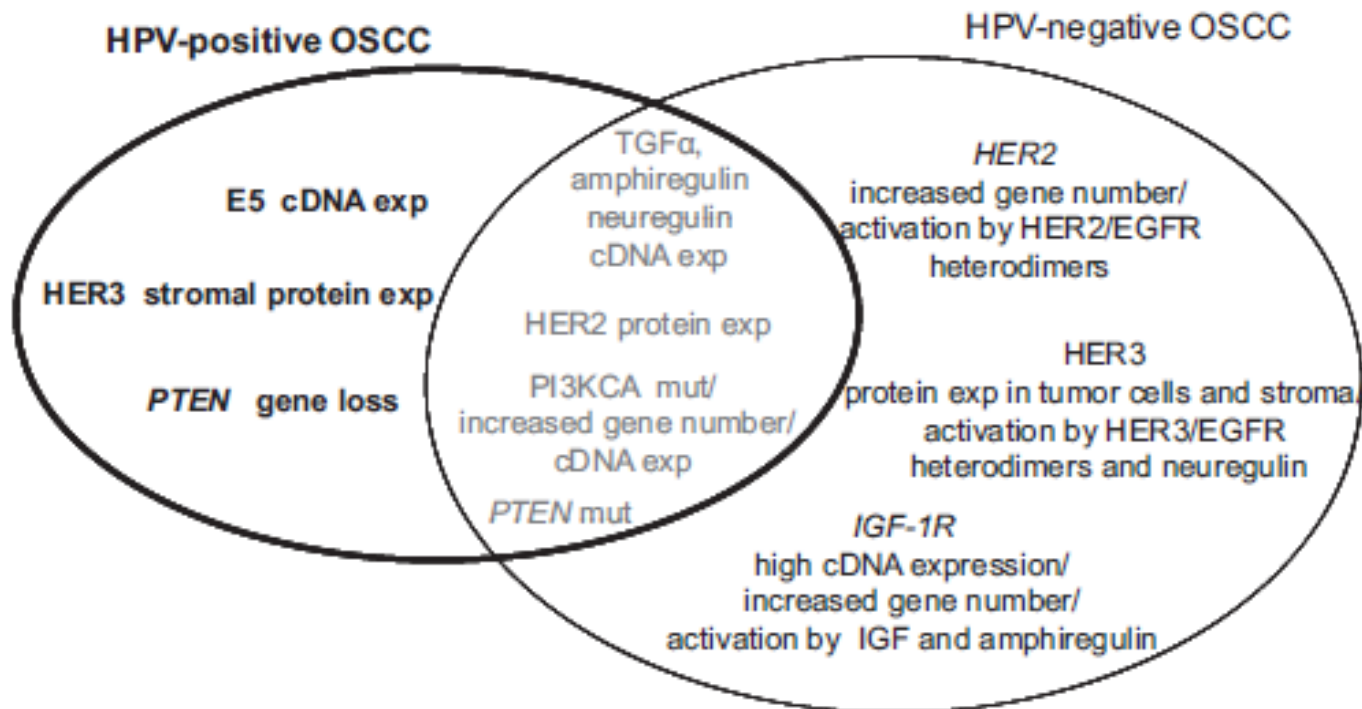 HPV-positive OSCC
HPV-negative OSCC
E5 cDNA exp
HER3 stromal protein exp
PTEN gene loss
TGFα,
amphiregulin
neuregulin
cDNA exp
HER2 protein exp
PI3KCA mut/
increased gene number/
cDNA exp
PTEN mut
HER2
increased gene number/
activation by HER2/EGFR
heterodimers
HER3
protein exp in tumor cells and stroma/
activation by HER3/EGFR
heterodimers and neuregulin
IGF-1R
high cDNA expression/
increased gene number/
activation by IGF and amphiregulin